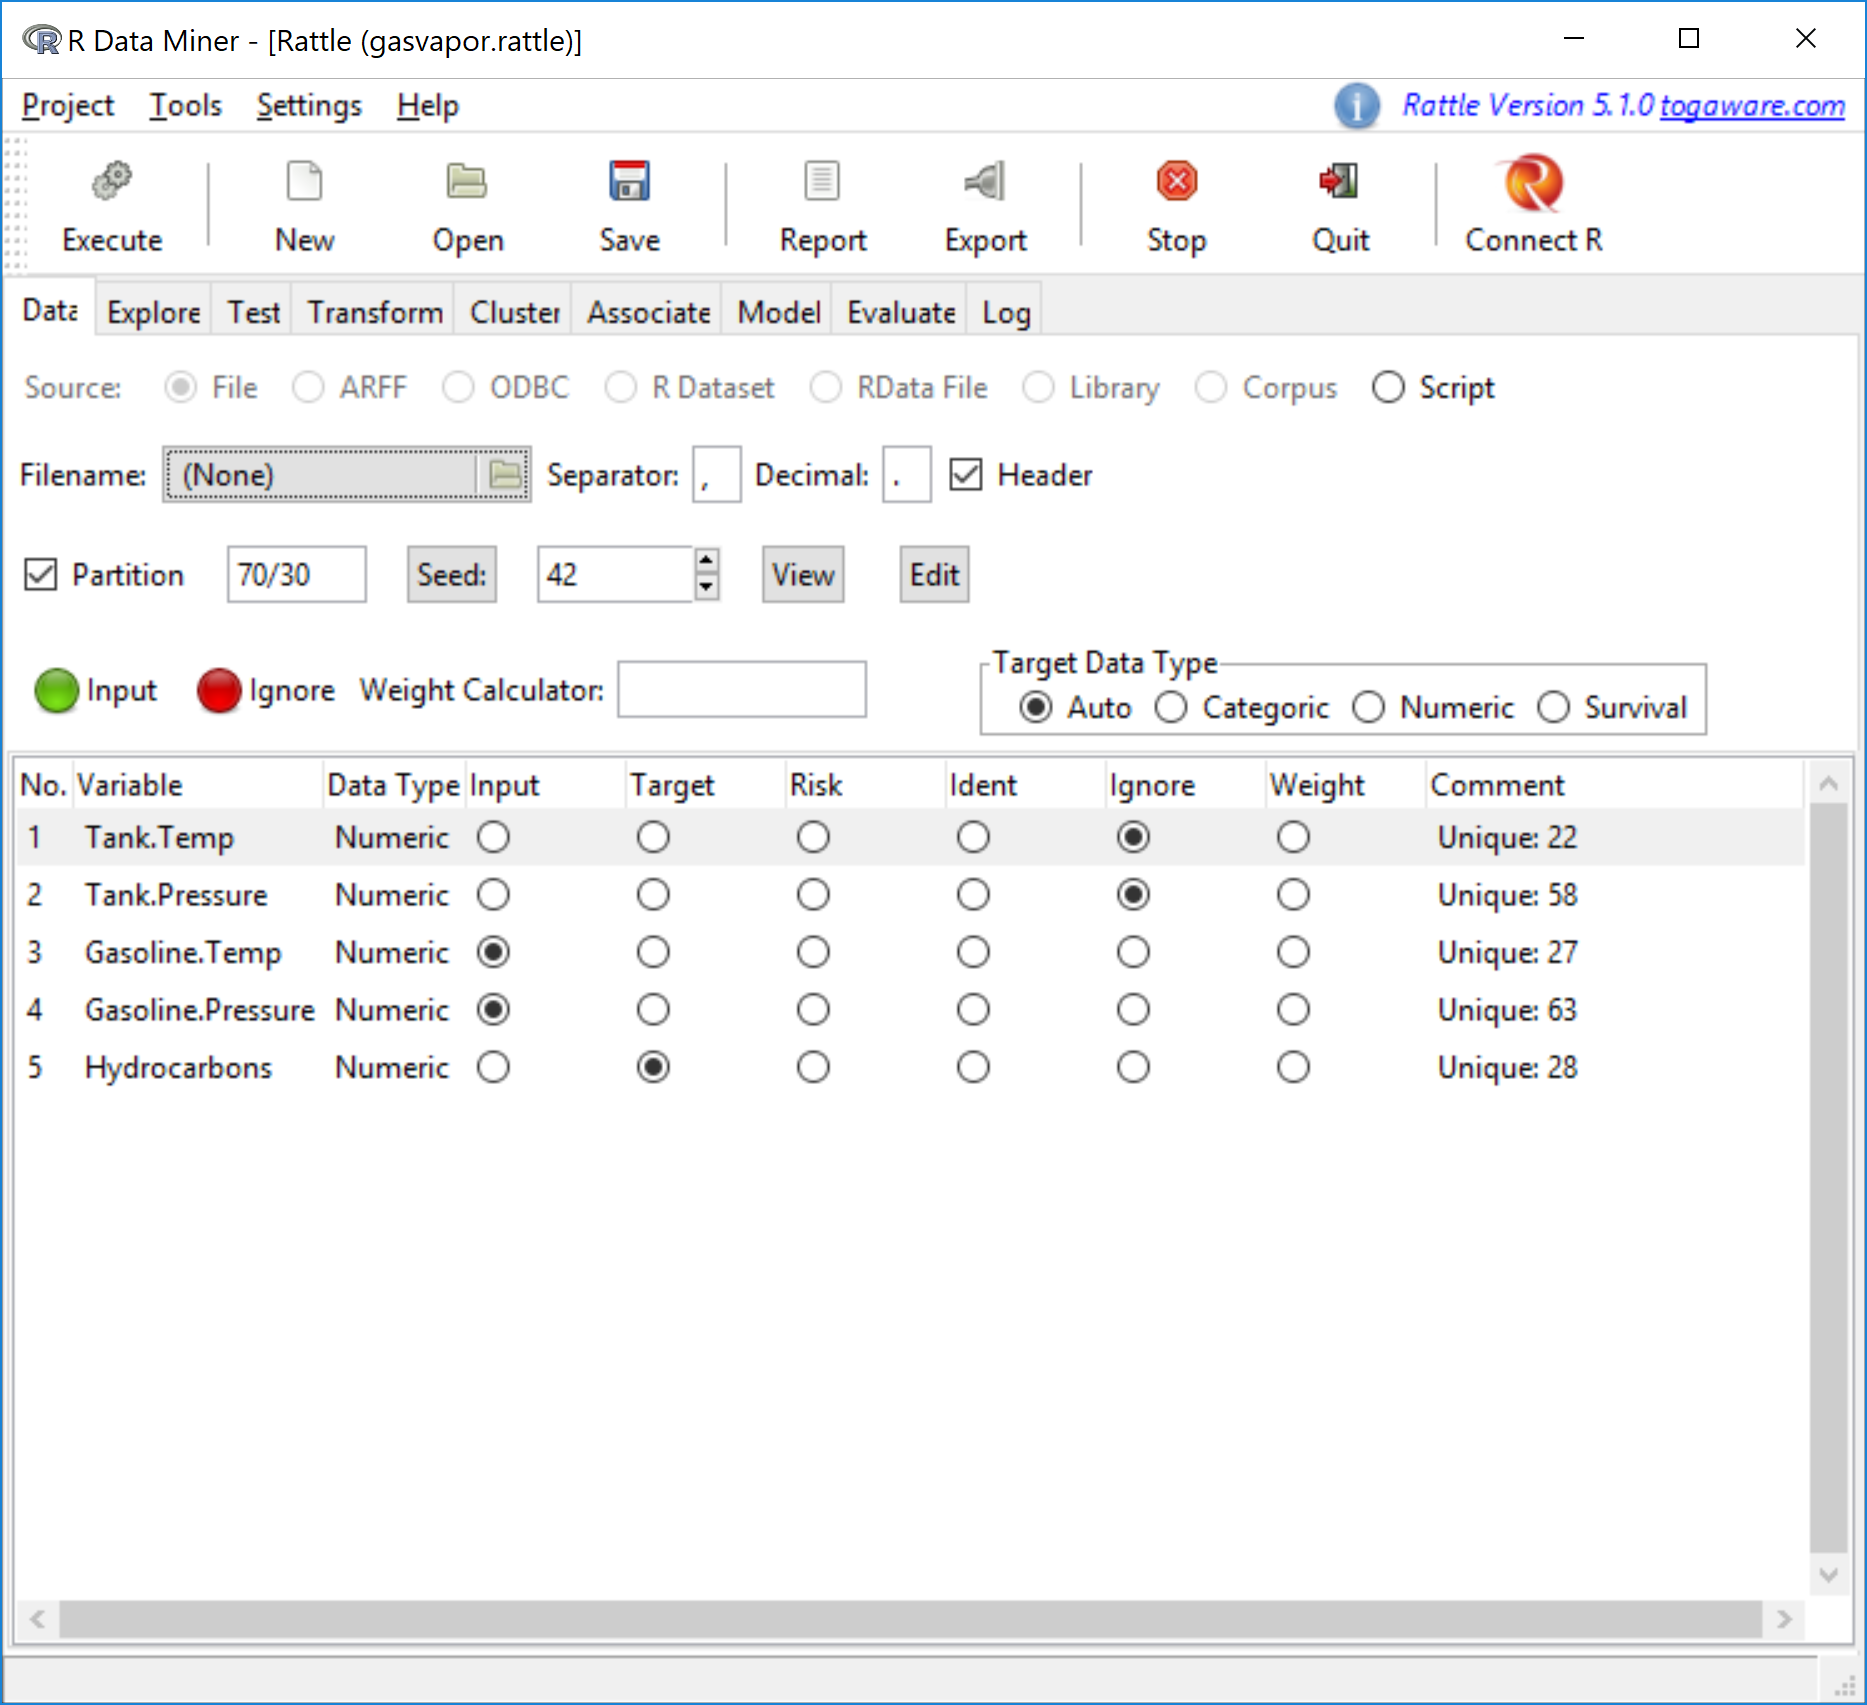 R Data Miner - [Rattle (gasvapor.rattle)]
Project Tools Settings Help Rattle Version 5.1.0 togaware.com
Execute New Open Save Report Export Stop Quit Connect R
Data Explore Test Transform Cluster Associate Model Evaluate Log
Source: File ARFF ODBC R Dataset RData File Library Corpus Script
Filename: (None) Separator: , Decimal: . Header
Partition 70/30 Seed: 42 View Edit
Target Data Type
Input Ignore Weight Calculator: Auto Categoric Numeric Survival
No. Variable Data Type Input Target Risk Ident Ignore Weight Comment
1 Tank.Temp Numeric Unique: 22
2 Tank.Pressure Numeric Unique: 58
3 Gasoline.Temp Numeric Unique: 27
4 Gasoline.Pressure Numeric Unique: 63
5 Hydrocarbons Numeric Unique: 28